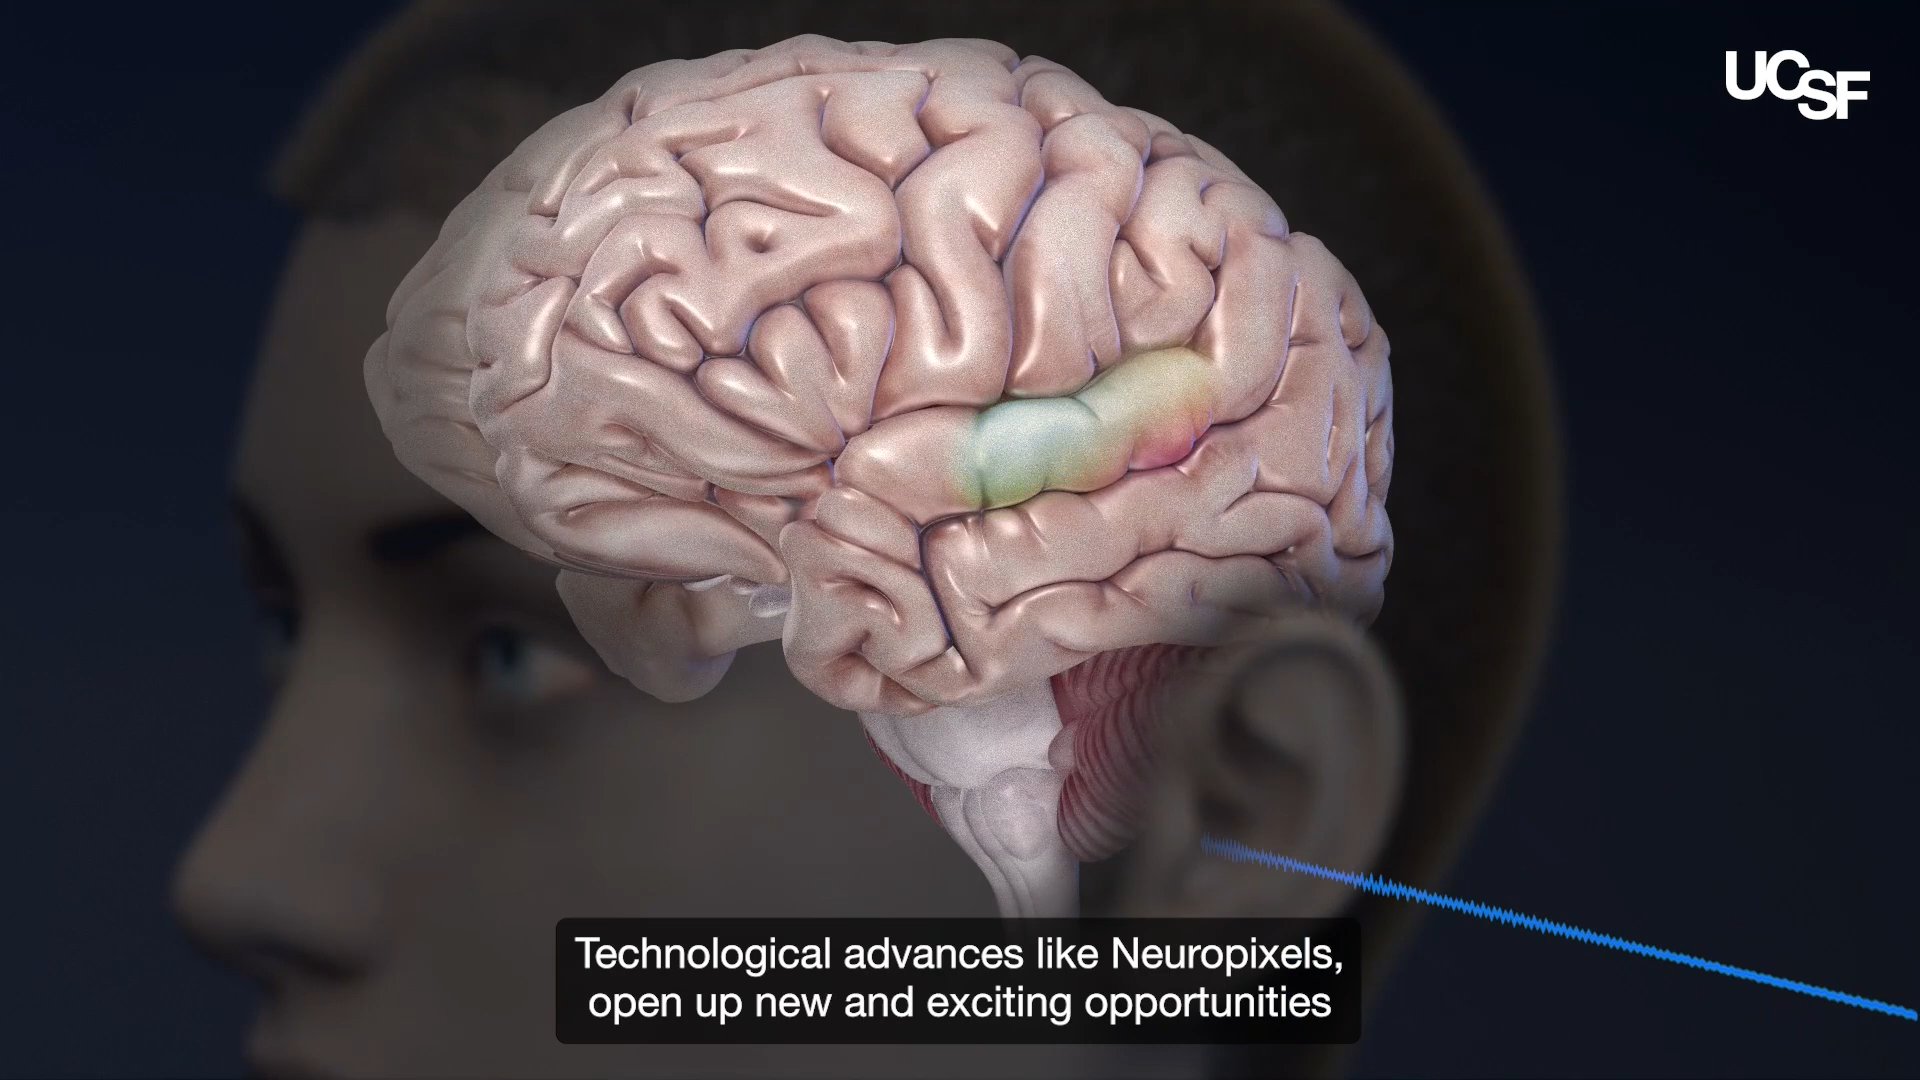 UCSF
Technological advances like Neuropixels,
open up new and exciting opportunities